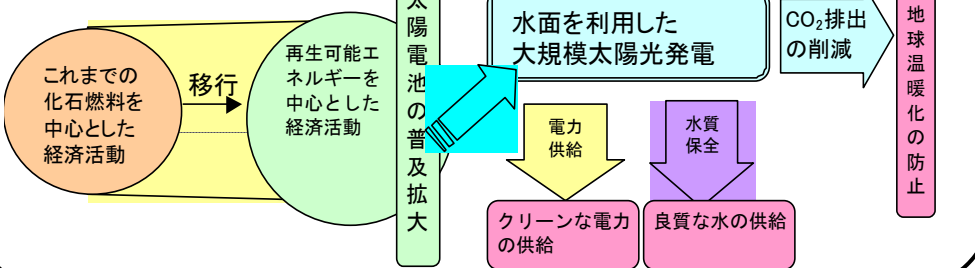 これまでの
化石燃料を
中心とした
経済活動
移行
再生可能エ
ネルギーを
中心とした
経済活動
太陽電池の普及拡大
水面を利用した
大規模太陽光発電
CO₂排出
の削減
地球温暖化の防止
電力
供給
水質
保全
クリーンな電力
の供給
良質な水の供給